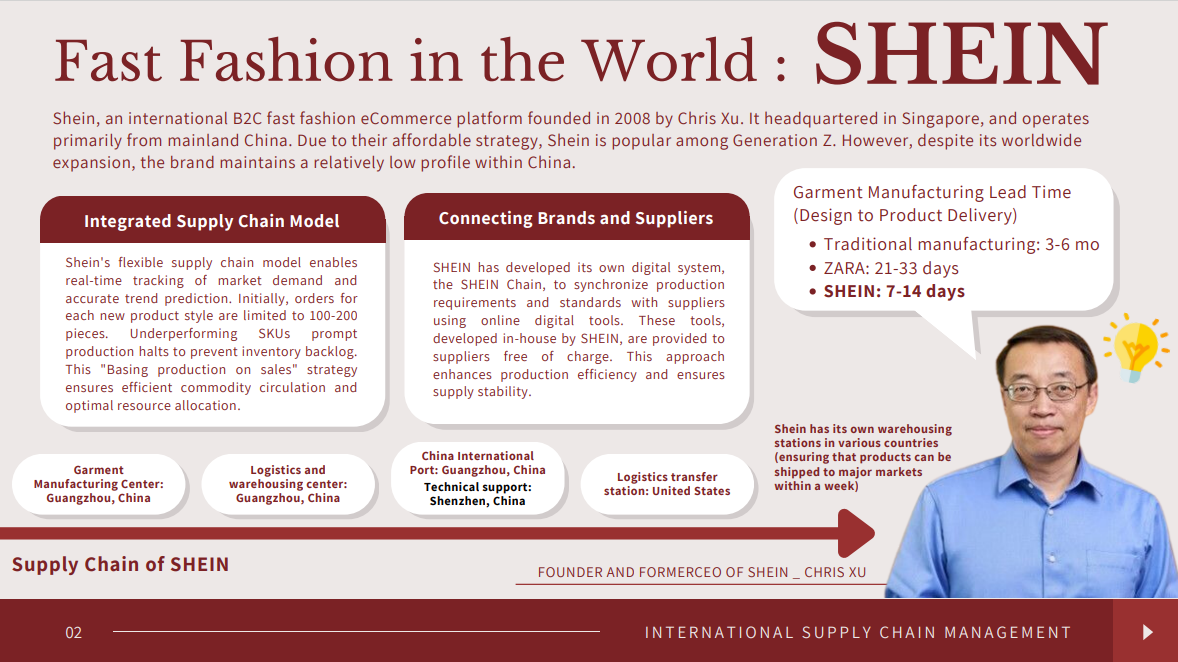 Fast Fashion in the World : SHEIN
Shein, an international B2C fast fashion eCommerce platform founded in 2008 by Chris Xu. It headquartered in Singapore, and operates
primarily from mainland China. Due to their affordable strategy, Shein is popular among Generation Z. However, despite its worldwide
expansion, the brand maintains a relatively low profile within China.
Integrated Supply Chain Model
Shein's flexible supply chain model enables
real-time tracking of market demand and
accurate trend prediction. Initially, orders for
each new product style are limited to 100-200
pieces. Underperforming SKUs prompt
production halts to prevent inventory backlog.
This "Basing production on sales" strategy
ensures efficient commodity circulation and
optimal resource allocation.
Connecting Brands and Suppliers
SHEIN has developed its own digital system,
the SHEIN Chain, to synchronize production
requirements and standards with suppliers
using online digital tools. These tools,
developed in-house by SHEIN, are provided to
suppliers free of charge. This approach
enhances production efficiency and ensures
supply stability.
Garment Manufacturing Lead Time
(Design to Product Delivery)
• Traditional manufacturing: 3-6 mo
• ZARA: 21-33 days
• SHEIN: 7-14 days
Garment
Manufacturing Center:
Guangzhou, China
Logistics and
warehousing center:
Guangzhou, China
China International
Port: Guangzhou, China
Technical support:
Shenzhen, China
Logistics transfer
station: United States
Shein has its own warehousing
stations in various countries
(ensuring that products can be
shipped to major markets
within a week)
Supply Chain of SHEIN
FOUNDER AND FORMERCEO OF SHEIN _ CHRIS XU
02
INTERNATIONAL SUPPLY CHAIN MANAGEMENT